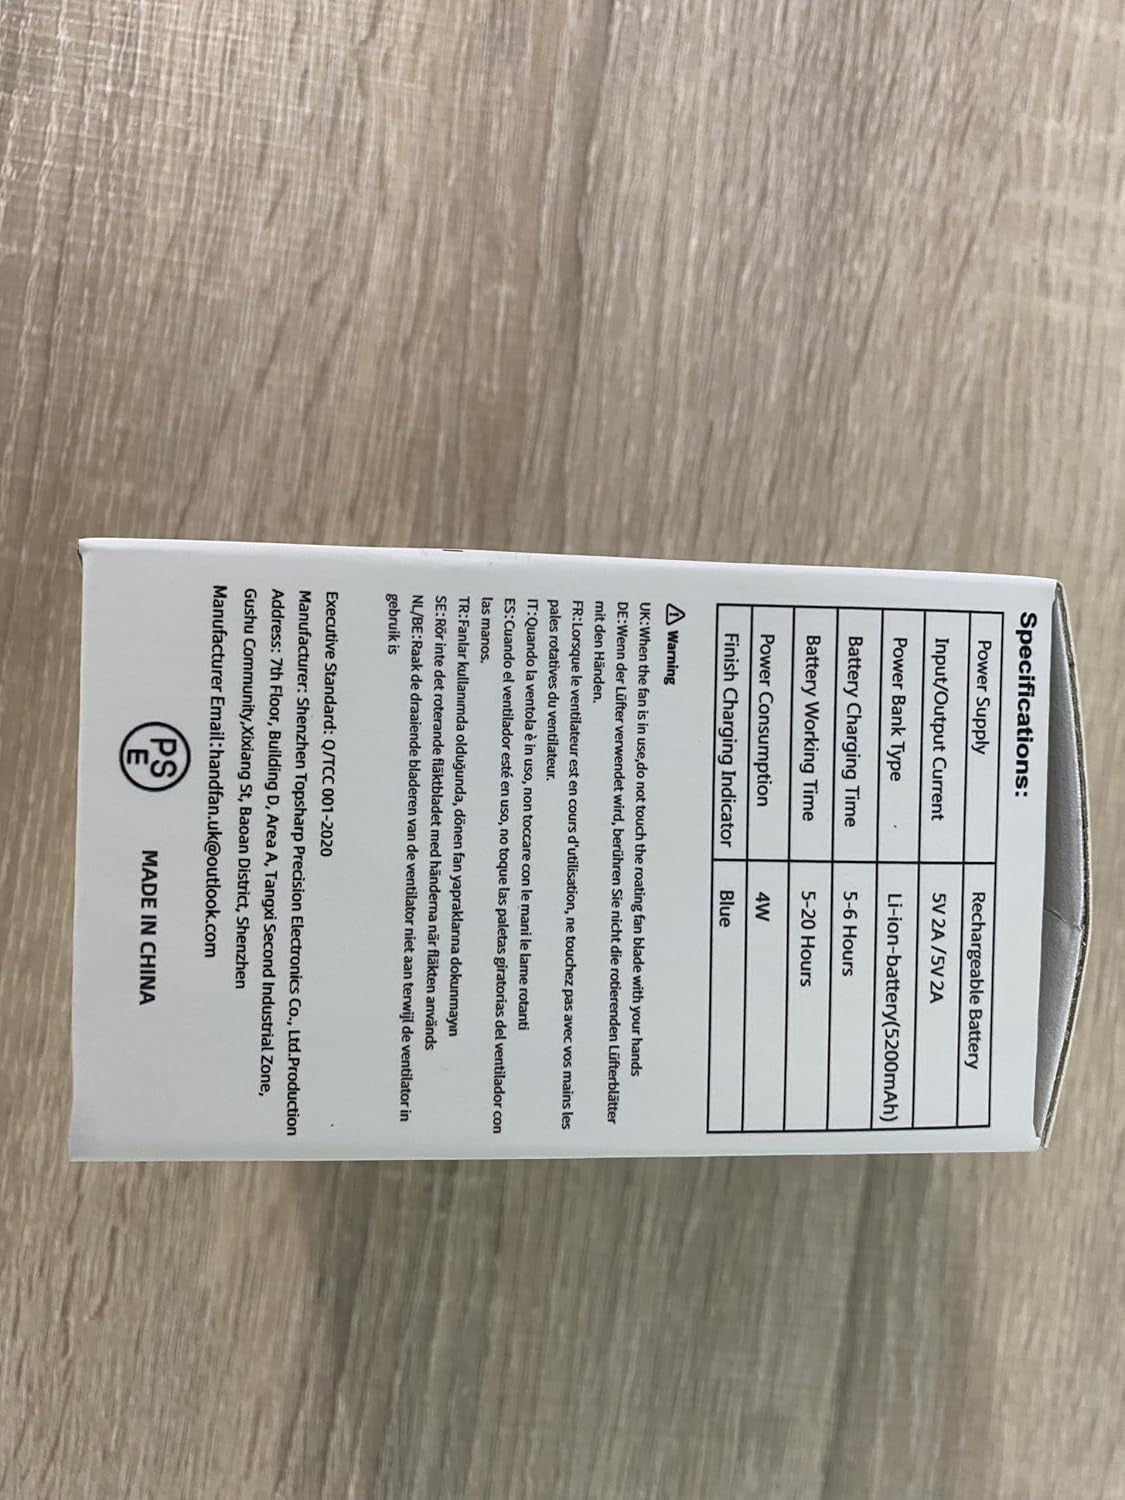 Specifications:
Power Supply Rechargeable Battery
Input/Output Current 5V 2A /5V 2A
Power Bank Type Li-ion-battery(5200mAh)
Battery Charging Time 5-6 Hours
Battery Working Time 5-20 Hours
Power Consumption 4W
Finish Charging Indicator Blue
Warning
UK:When the fan is in use,do not touch the roating fan blade with your hands
DE:Wenn der Lüfter verwendet wird, berühren Sie nicht die rotierenden Lüfterblätter
mit den Händen.
FR:Lorsque le ventilateur est en cours d'utilisation, ne touchez pas avec vos mains les
pales rotatives du ventilateur.
IT:Quando la ventola è in uso, non toccare con le mani le lame rotanti
ES:Cuando el ventilador esté en uso, no toque las paletas giratorias del ventilador con
las manos.
TR:Fanlar kullanımda olduğunda, dönen fan yapraklarına dokunmayın
SE:Rör inte det roterande fläktbladet med händerna när fläkten används
NL/BE:Raak de draaiende bladeren van de ventilator niet aan terwijl de ventilator in
gebruik is
Executive Standard: Q/TCC 001-2020
Manufacturer: Shenzhen Topsharp Precision Electronics Co., Ltd.Production
Address: 7th Floor, Building D, Area A, Tangxi Second Industrial Zone,
Gushu Community,Xixiang St, Baoan District, Shenzhen
Manufacturer Email:handfan.uk@outlook.com
PS
E
MADE IN CHINA